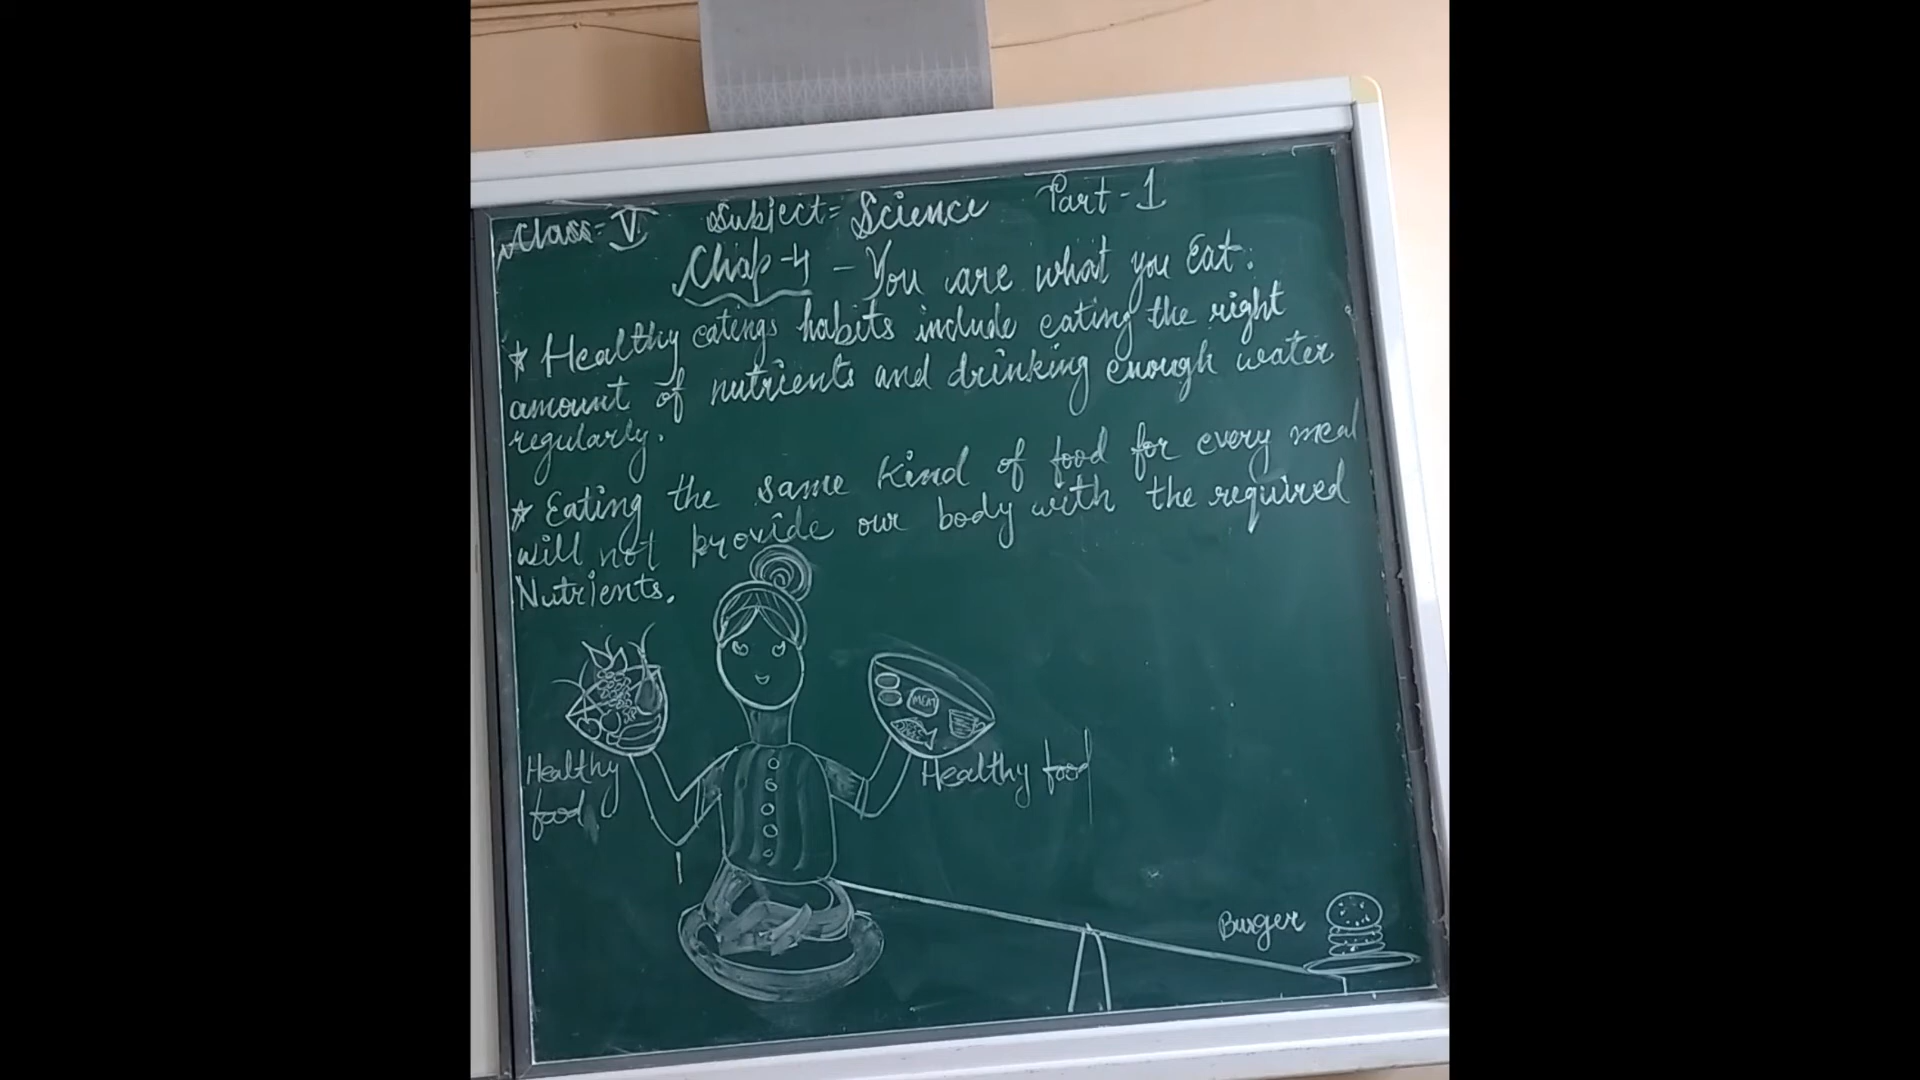 Class= V Subject= Science Part-1
Chap-4 - You are what you Eat.
* Healthy eatings habits include eating the right
amount of nutrients and drinking enough water
regularly.
* Eating the same kind of food for every meal
will not provide our body with the required
Nutrients.
MEAT
Healthy
food
Healthy food
Burger